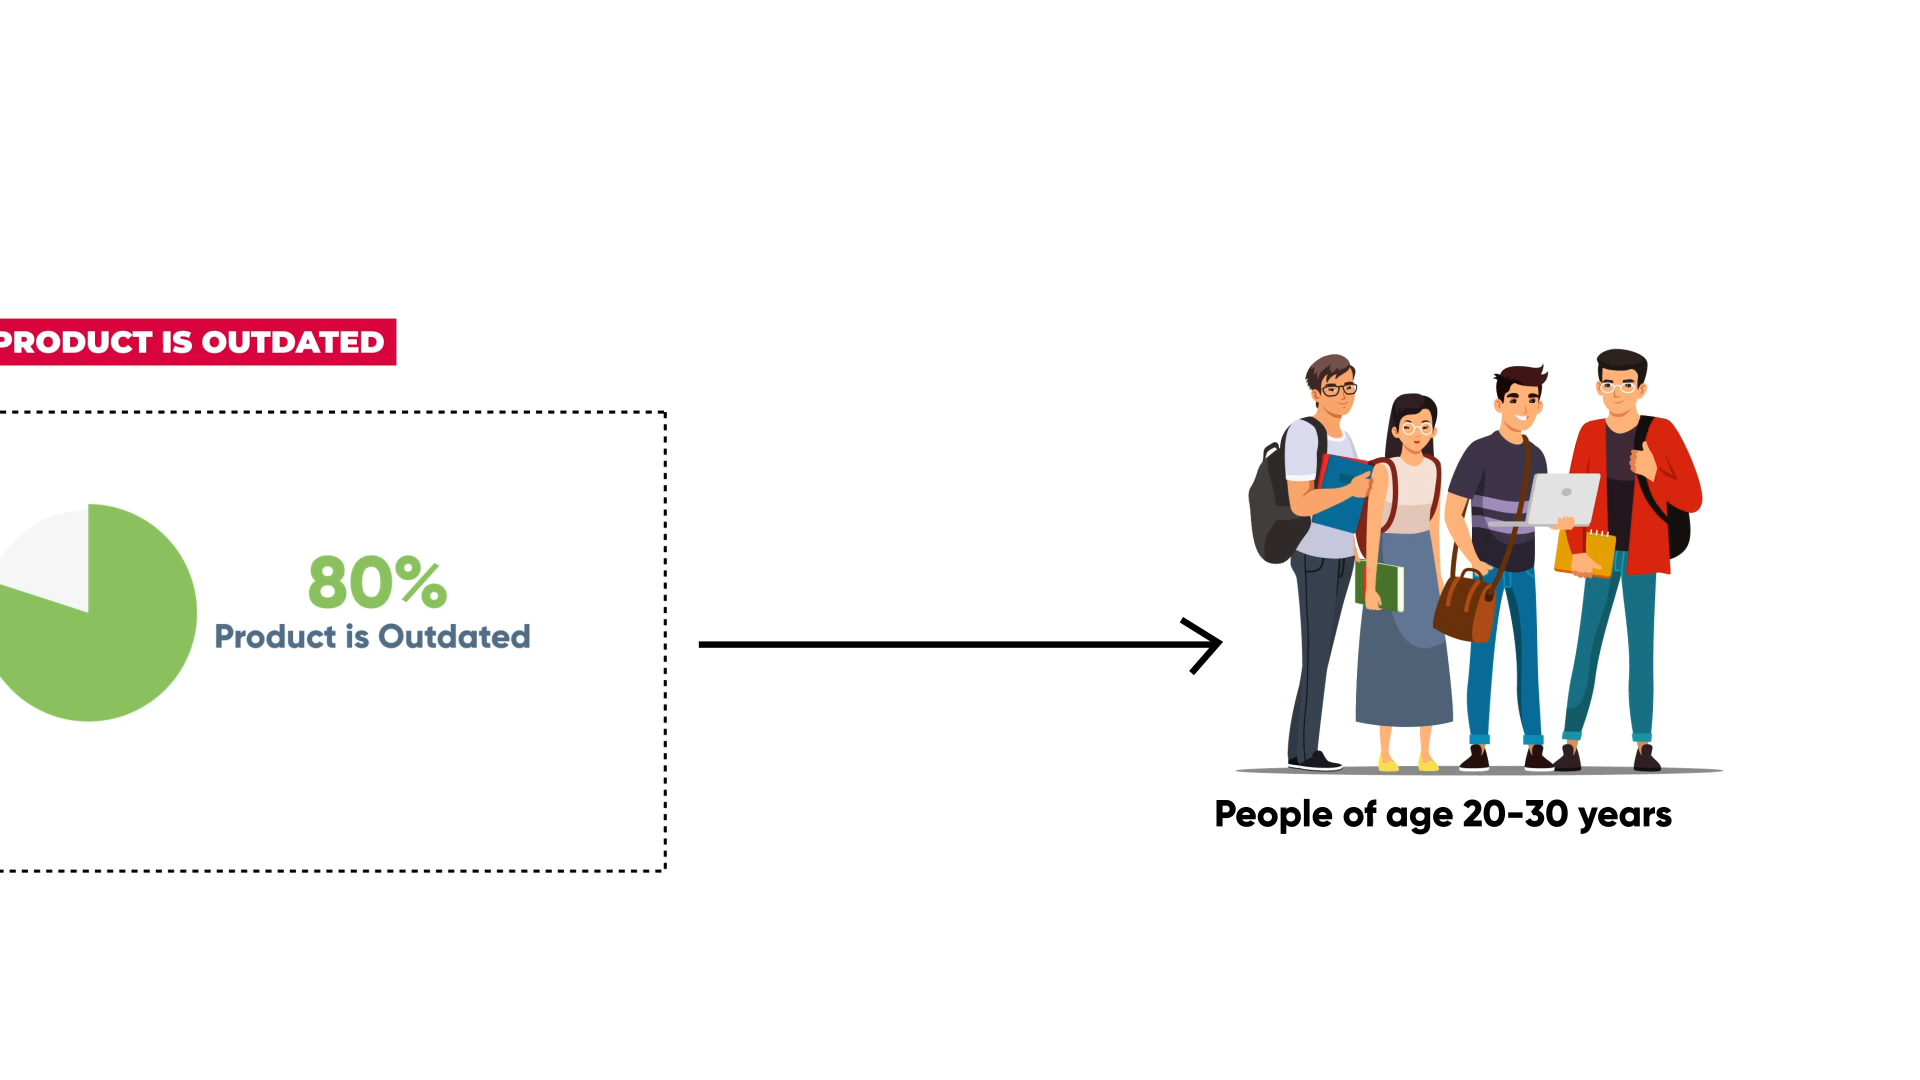 PRODUCT IS OUTDATED
80%
Product is Outdated
People of age 20-30 years